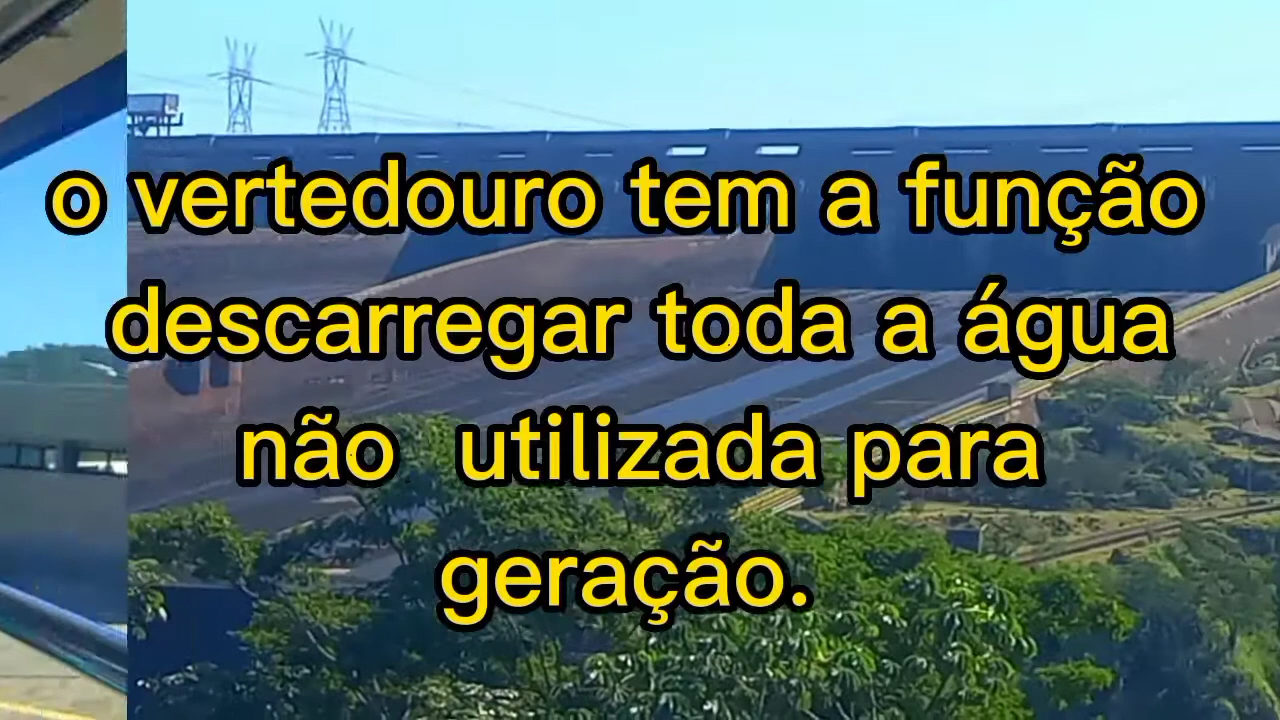 o vertedouro tem a função
descarregar toda a água
não utilizada para
geração.